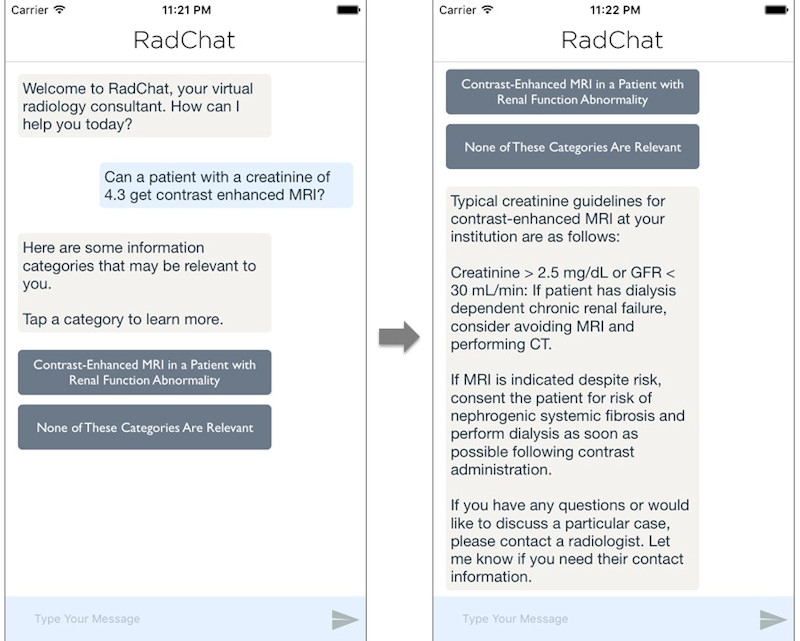 Carrier 11:21 PM
RadChat
Welcome to RadChat, your virtual
radiology consultant. How can I
help you today?
Can a patient with a creatinine of
4.3 get contrast enhanced MRI?
Here are some information
categories that may be relevant to
you.
Tap a category to learn more.
Contrast-Enhanced MRI in a Patient with
Renal Function Abnormality
None of These Categories Are Relevant
Type Your Message
Carrier 11:22 PM
RadChat
Contrast-Enhanced MRI in a Patient with
Renal Function Abnormality
None of These Categories Are Relevant
Typical creatinine guidelines for
contrast-enhanced MRI at your
institution are as follows:
Creatinine > 2.5 mg/dL or GFR <
30 mL/min: If patient has dialysis
dependent chronic renal failure,
consider avoiding MRI and
performing CT.
If MRI is indicated despite risk,
consent the patient for risk of
nephrogenic systemic fibrosis and
perform dialysis as soon as
possible following contrast
administration.
If you have any questions or would
like to discuss a particular case,
please contact a radiologist. Let
me know if you need their contact
information.
Type Your Message